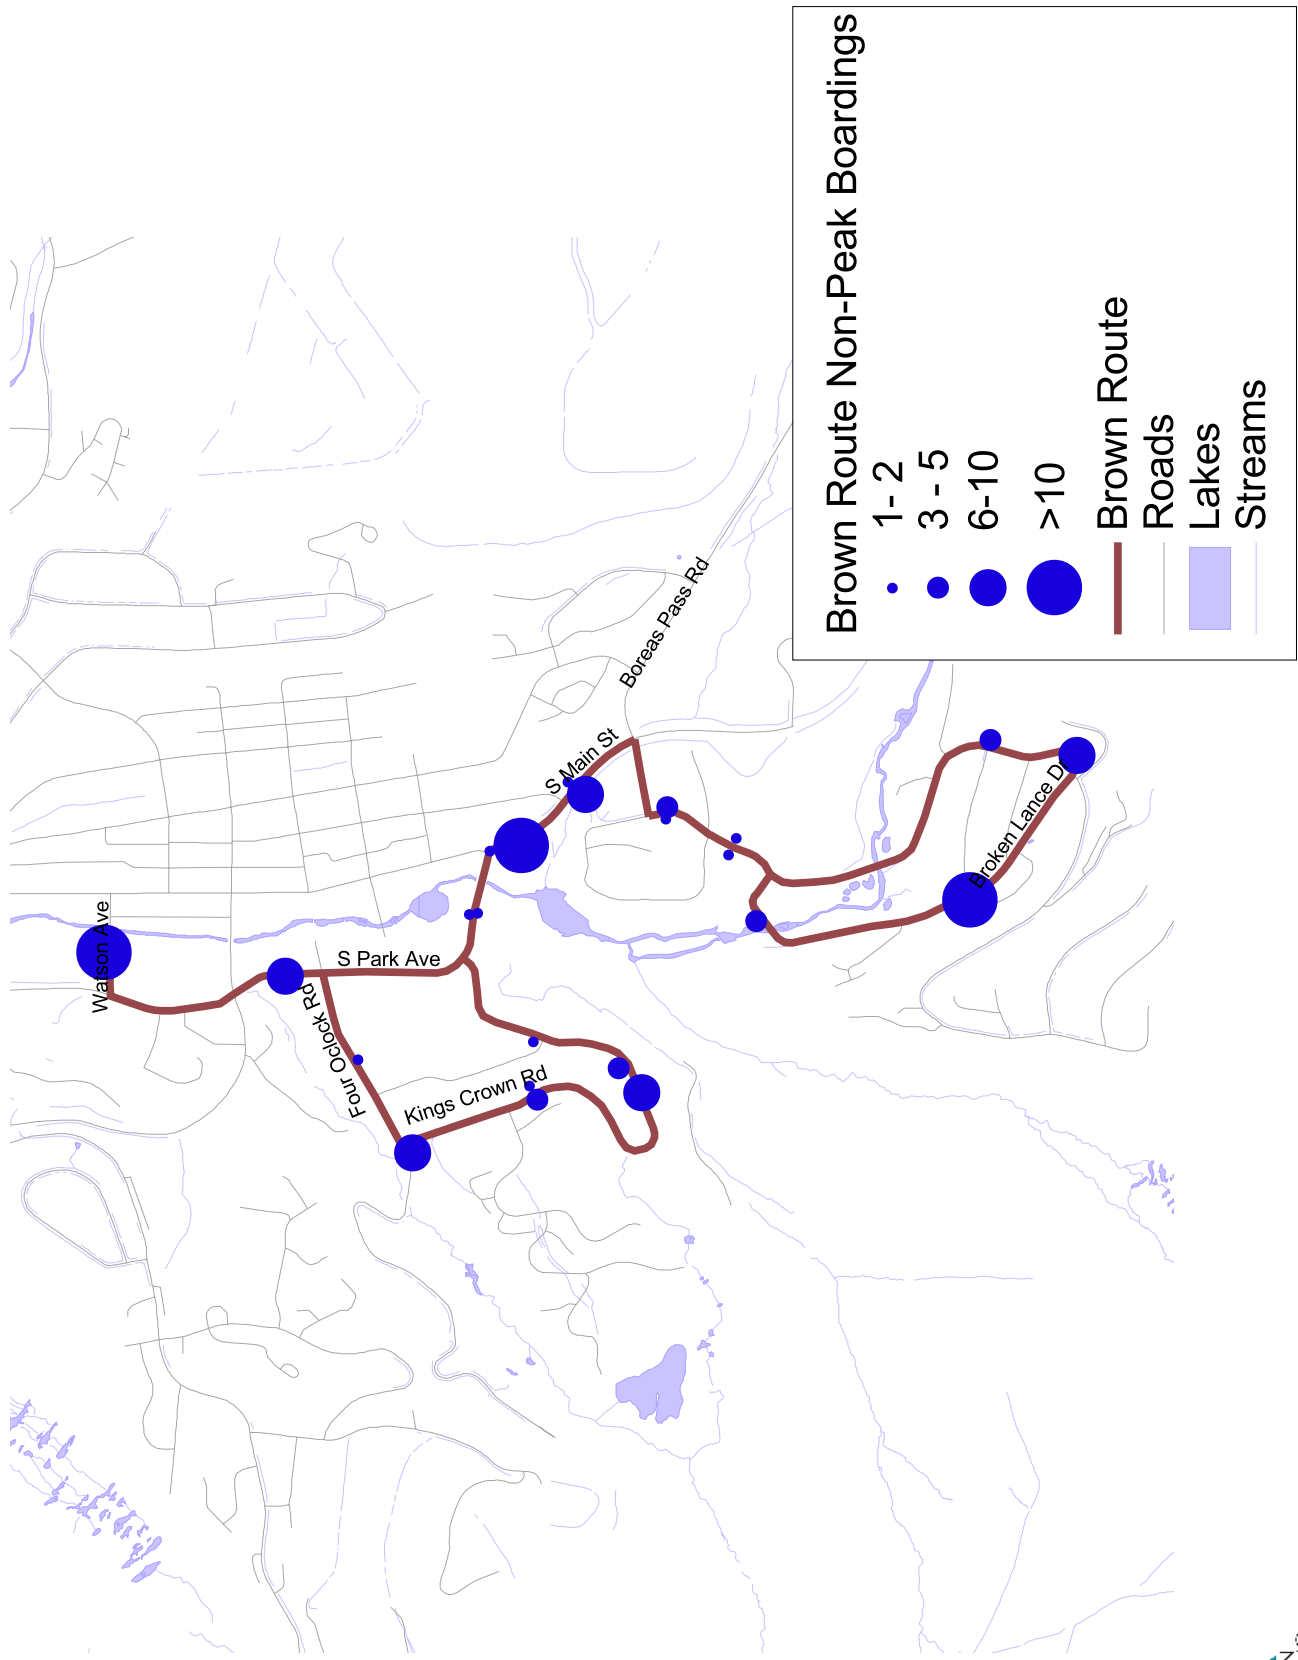 Brown Route Non-Peak Boardings
1- 2
3 - 5
6-10
>10
Brown Route
Roads
Lakes
Streams
Watson Ave
S Park Ave
Four Oclock Rd
Kings Crown Rd
S Main St
Boreas Pass Rd
Broken Lance Dr